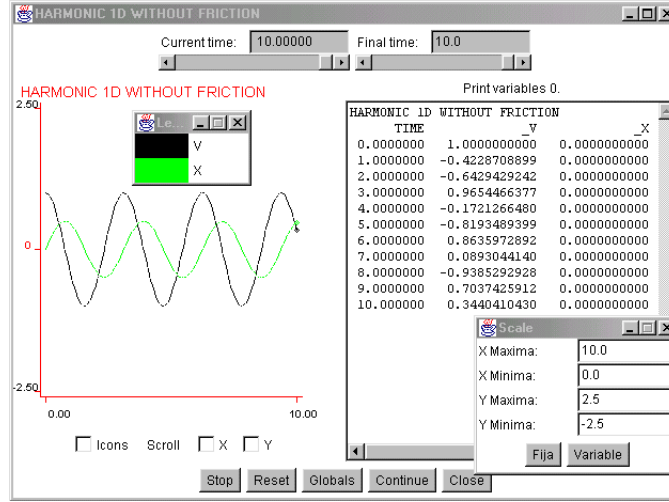 HARMONIC 1D WITHOUT FRICTION
Current time: 10.00000 Final time: 10.0
HARMONIC 1D WITHOUT FRICTION
2.50
0
-2.50
0.00 10.00
Le...
V
X
Print variables 0.
HARMONIC 1D WITHOUT FRICTION
TIME _V _X
0.0000000 1.0000000000 0.0000000000
1.0000000 -0.4228708899 0.0000000000
2.0000000 -0.6429429242 0.0000000000
3.0000000 0.9654466377 0.0000000000
4.0000000 -0.1721266480 0.0000000000
5.0000000 -0.8193489399 0.0000000000
6.0000000 0.8635972892 0.0000000000
7.0000000 0.0893044140 0.0000000000
8.0000000 -0.9385292928 0.0000000000
9.0000000 0.7037425912 0.0000000000
10.000000 0.3440410430 0.0000000000
Scale
X Maxima: 10.0
X Minima: 0.0
Y Maxima: 2.5
Y Minima: -2.5
Fija Variable
Icons Scroll X Y
Stop Reset Globals Continue Close